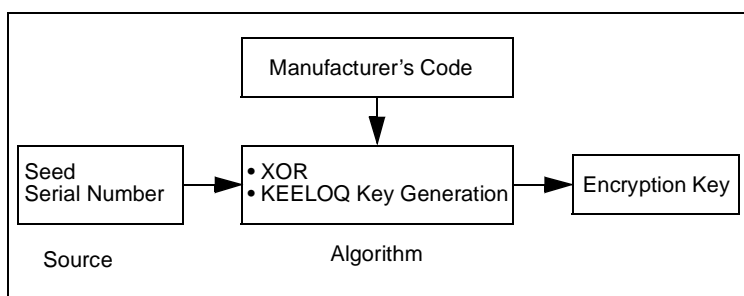 Manufacturer's Code
Seed
Serial Number
• XOR
• KEELOQ Key Generation
Encryption Key
Source
Algorithm